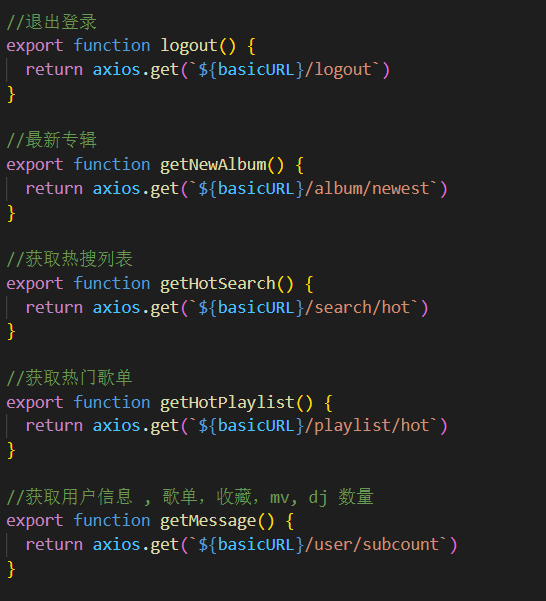 //退出登录
export function logout() {
  return axios.get(`${basicURL}/logout`)
}
//最新专辑
export function getNewAlbum() {
  return axios.get(`${basicURL}/album/newest`)
}
//获取热搜列表
export function getHotSearch() {
  return axios.get(`${basicURL}/search/hot`)
}
//获取热门歌单
export function getHotPlaylist() {
  return axios.get(`${basicURL}/playlist/hot`)
}
//获取用户信息 , 歌单，收藏，mv, dj 数量
export function getMessage() {
  return axios.get(`${basicURL}/user/subcount`)
}